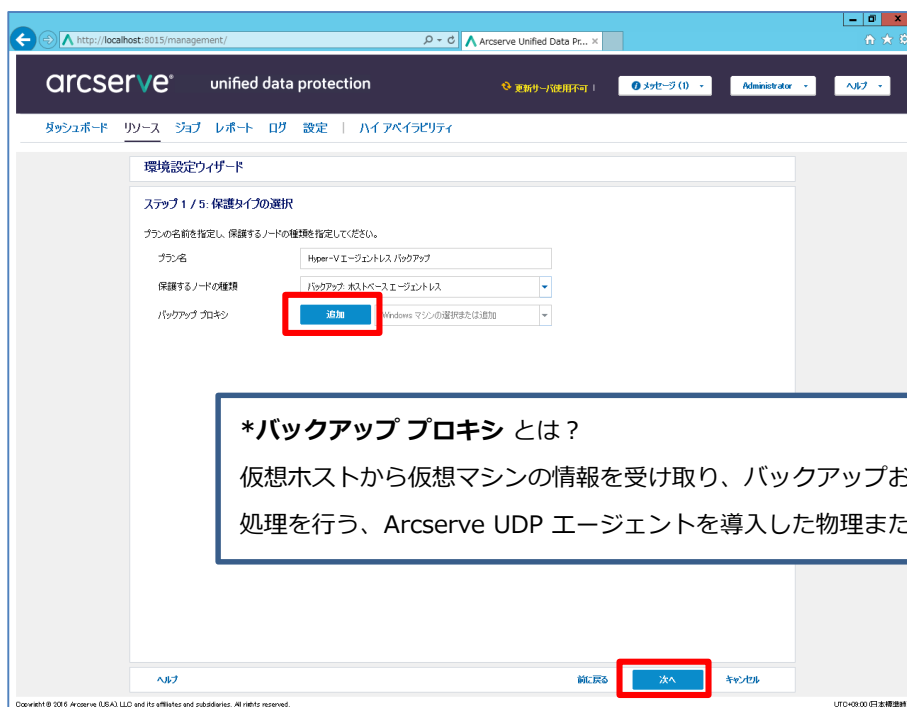 http://localhost:8015/management/
Arcserve Unified Data Pr... ×
arcserve® unified data protection
更新サーバ使用不可 |
メッセージ (1)
Administrator
ヘルプ
ダッシュボード リソース ジョブ レポート ログ 設定 | ハイ アベイラビリティ
環境設定ウィザード
ステップ 1 / 5: 保護タイプの選択
プランの名前を指定し、保護するノードの種類を指定してください。
プラン名
Hyper-V エージェントレス バックアップ
保護するノードの種類
バックアップ: ホストベース エージェントレス
バックアップ プロキシ
追加
Windows マシンの選択または追加
*バックアップ プロキシ とは？
仮想ホストから仮想マシンの情報を受け取り、バックアップお
処理を行う、Arcserve UDP エージェントを導入した物理また
ヘルプ
前に戻る
次へ
キャンセル
Copyright © 2016 Arcserve (USA), LLC and its affiliates and subsidiaries. All rights reserved.
UTC+09:00 (日本標準時